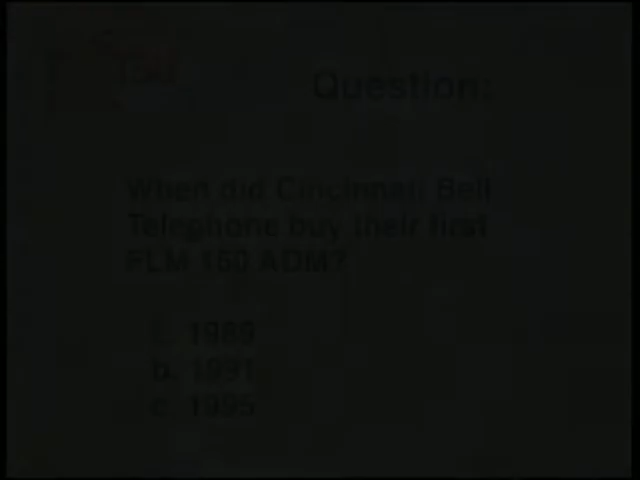 Question:
When did Cincinnati Bell
Telephone buy their first
FLM 150 ADM?
a. 1989
b. 1991
c. 1995